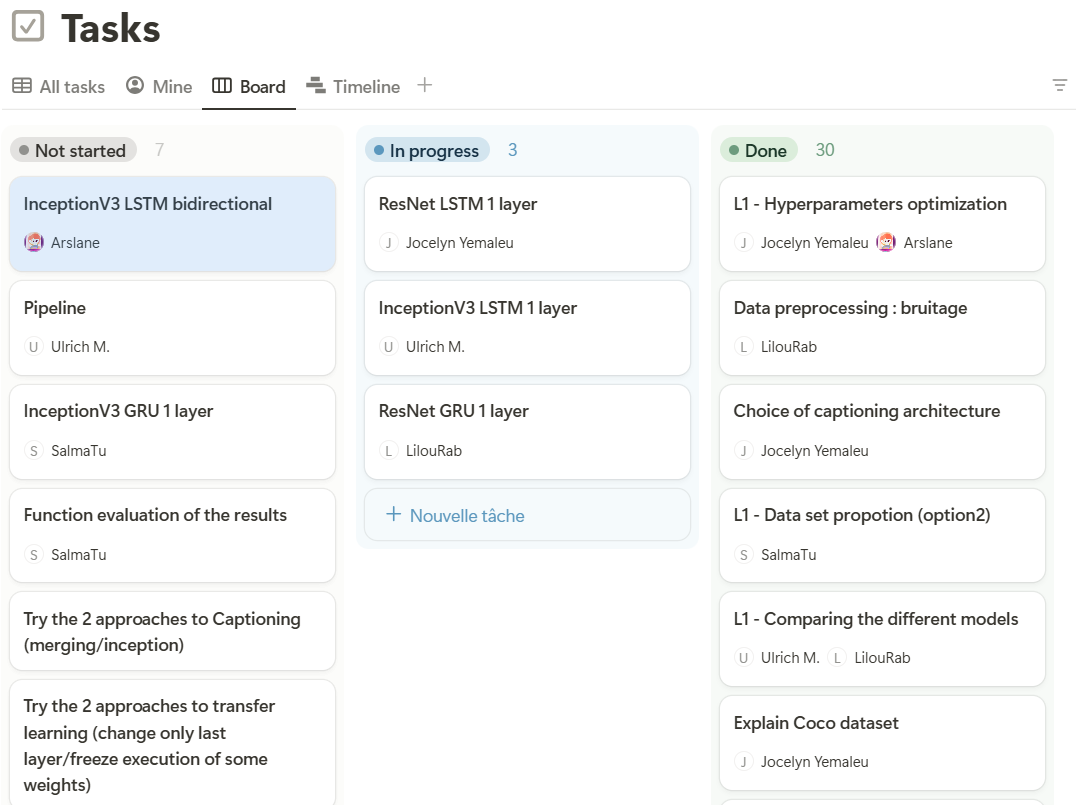 Tasks
All tasks Mine Board Timeline
Not started 7
InceptionV3 LSTM bidirectional
Arslane
Pipeline
U Ulrich M.
InceptionV3 GRU 1 layer
S SalmaTu
Function evaluation of the results
S SalmaTu
Try the 2 approaches to Captioning
(merging/inception)
Try the 2 approaches to transfer
learning (change only last
layer/freeze execution of some
weights)
In progress 3
ResNet LSTM 1 layer
J Jocelyn Yemaleu
InceptionV3 LSTM 1 layer
U Ulrich M.
ResNet GRU 1 layer
L LilouRab
+ Nouvelle tâche
Done 30
L1 - Hyperparameters optimization
J Jocelyn Yemaleu Arslane
Data preprocessing : bruitage
L LilouRab
Choice of captioning architecture
J Jocelyn Yemaleu
L1 - Data set propotion (option2)
S SalmaTu
L1 - Comparing the different models
U Ulrich M. L LilouRab
Explain Coco dataset
J Jocelyn Yemaleu